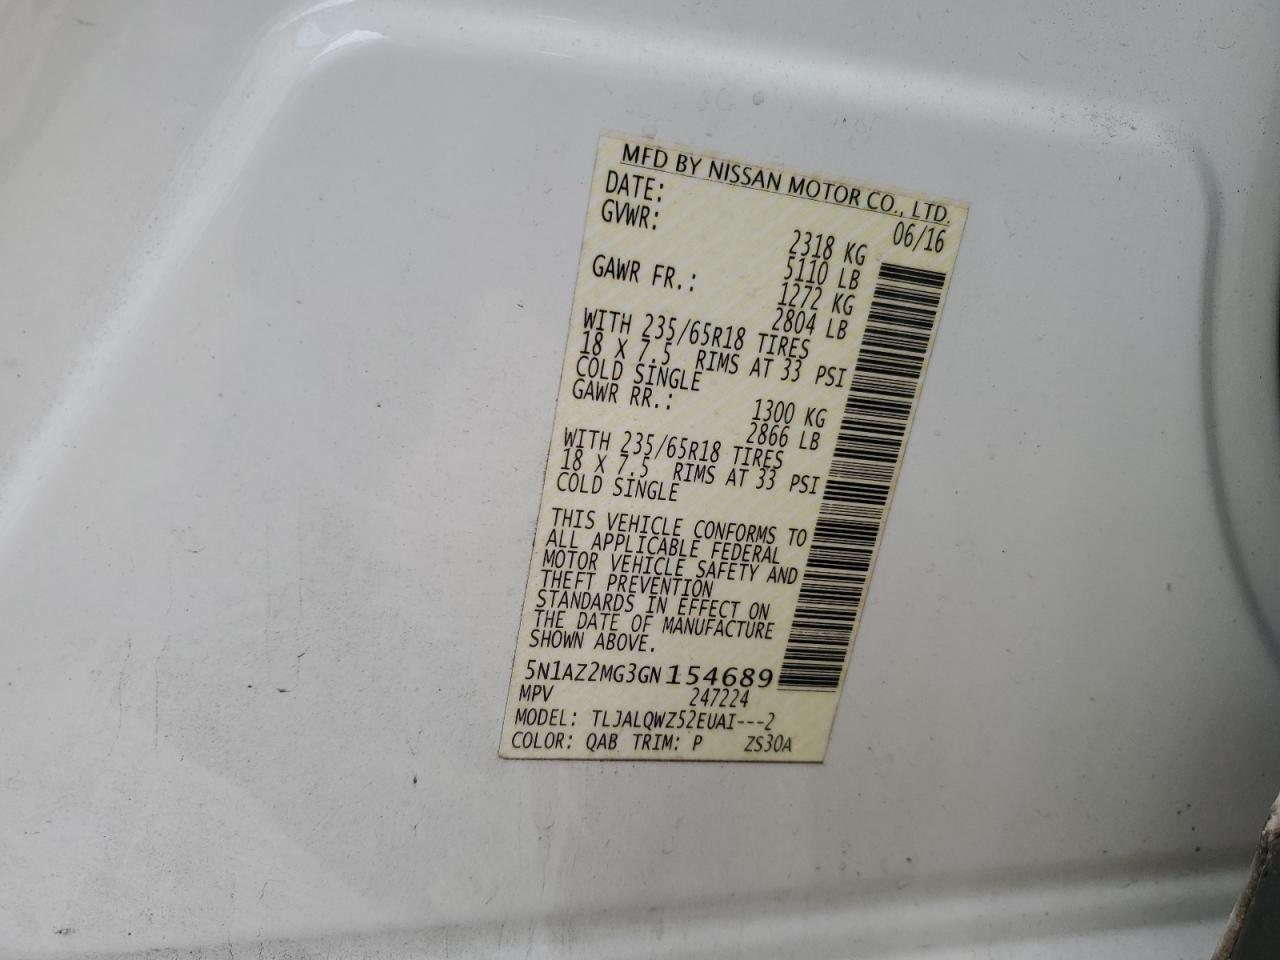 MFD BY NISSAN MOTOR CO., LTD.
DATE: 06/16
GVWR: 2318 KG
5110 LB
GAWR FR.: 1272 KG
2804 LB
WITH 235/65R18 TIRES
18 X 7.5 RIMS AT 33 PSI
COLD SINGLE
GAWR RR.: 1300 KG
2866 LB
WITH 235/65R18 TIRES
18 X 7.5 RIMS AT 33 PSI
COLD SINGLE
THIS VEHICLE CONFORMS TO
ALL APPLICABLE FEDERAL
MOTOR VEHICLE SAFETY AND
THEFT PREVENTION
STANDARDS IN EFFECT ON
THE DATE OF MANUFACTURE
SHOWN ABOVE.
5N1AZ2MG3GN154689
MPV 247224
MODEL: TLJALQWZ52EUAI---2
COLOR: QAB TRIM: P ZS30A